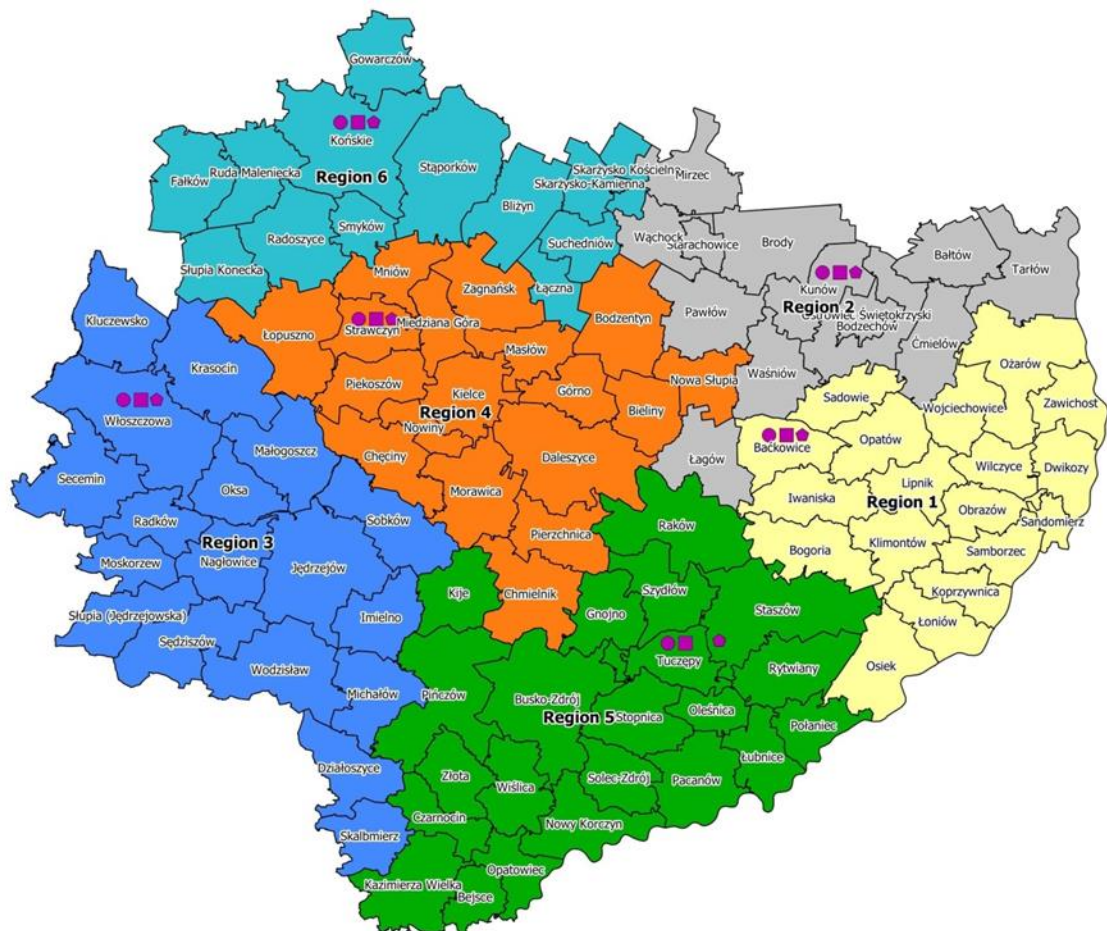 Gowarczów
Końskie
Skarżysko Kościelne
Mirzec
Fałków
Ruda Maleniecka
Region 6
Stąporków
Skarżysko-Kamienna
Bliżyn
Smyków
Radoszyce
Suchedniów
Wąchock
Starachowice
Brody
Bałtów
Tarłów
Słupia Konecka
Mniów
Zagnańsk
Łączna
Kunów
Region 2
Kluczewsko
Łopuszno
Strawczyn
Miedziana Góra
Bodzentyn
Pawłów
Świętokrzyski
Bodzechów
Ćmielów
Krasocin
Masłów
Ożarów
Piekoszów
Kielce
Górno
Nowa Słupia
Waśniów
Sadowie
Wojciechowice
Zawichost
Region 4
Bieliny
Włoszczowa
Nowiny
Małogoszcz
Chęciny
Daleszyce
Łagów
Baćkowice
Opatów
Wilczyce
Dwikozy
Secemin
Oksa
Morawica
Iwaniska
Lipnik
Region 1
Obrazów
Sandomierz
Radków
Sobków
Pierzchnica
Raków
Region 3
Klimontów
Moskorzew
Nagłowice
Jędrzejów
Bogoria
Samborzec
Kije
Chmielnik
Szydłów
Koprzywnica
Słupia (Jędrzejowska)
Imielno
Gnojno
Staszów
Łoniów
Sędziszów
Tuczępy
Rytwiany
Osiek
Wodzisław
Michałów
Pińczów
Busko-Zdrój
Region 5
Stopnica
Oleśnica
Połaniec
Działoszyce
Złota
Wiślica
Solec-Zdrój
Pacanów
Łubnice
Czarnocin
Nowy Korczyn
Skalbmierz
Kazimierza Wielka
Opatowiec
Bejsce